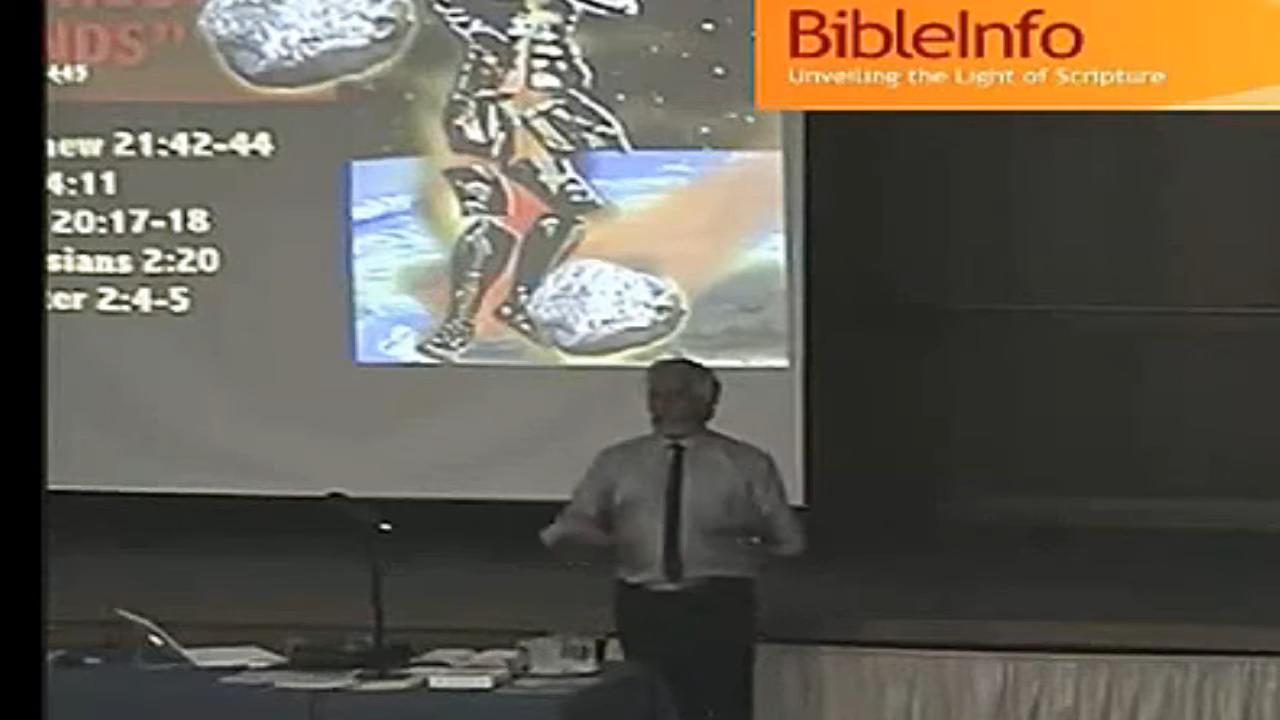 NDS"
BibleInfo
Unveiling the Light of Scripture
hew 21:42-44
4:11
20:17-18
sians 2:20
ter 2:4-5